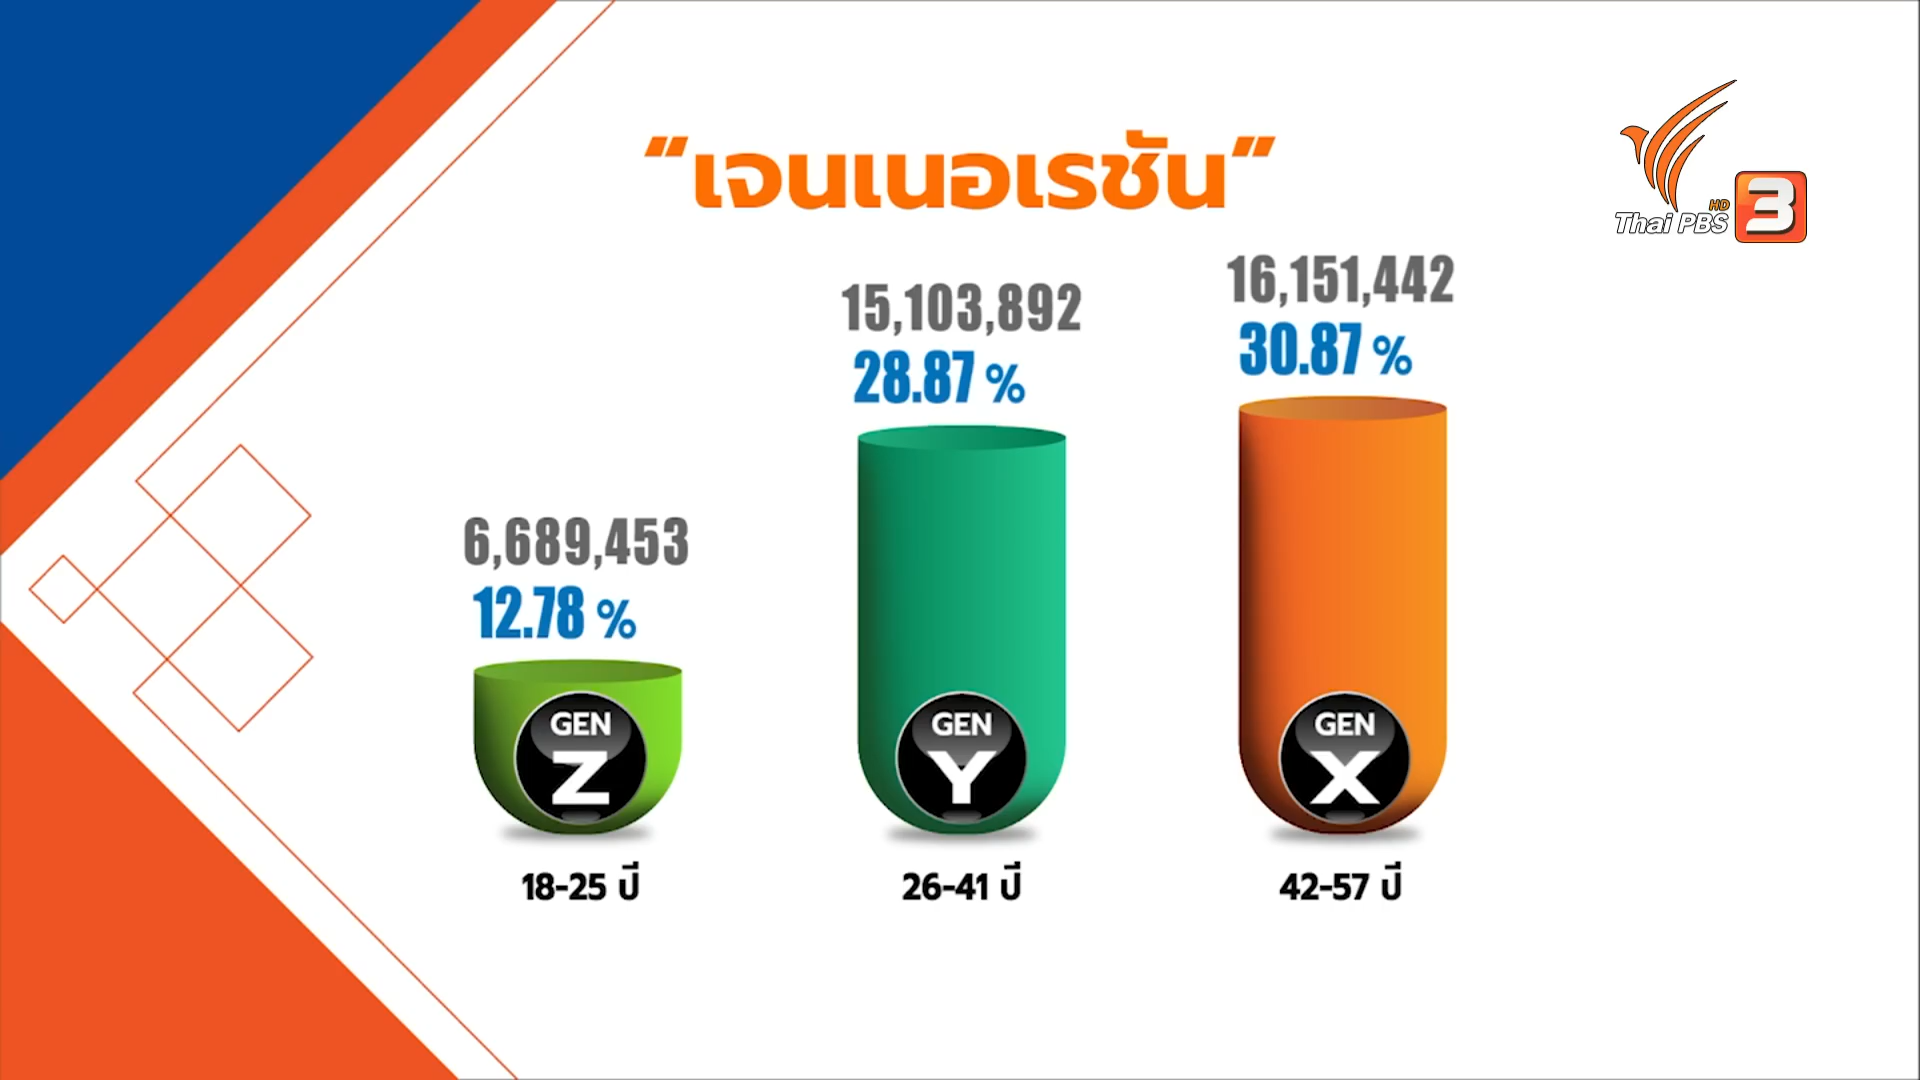 "เจนเนอเรชัน"
HD
Thai PBS 3
6,689,453
12.78 %
GEN
Z
18-25 ปี
15,103,892
28.87 %
GEN
Y
26-41 ปี
16,151,442
30.87 %
GEN
X
42-57 ปี